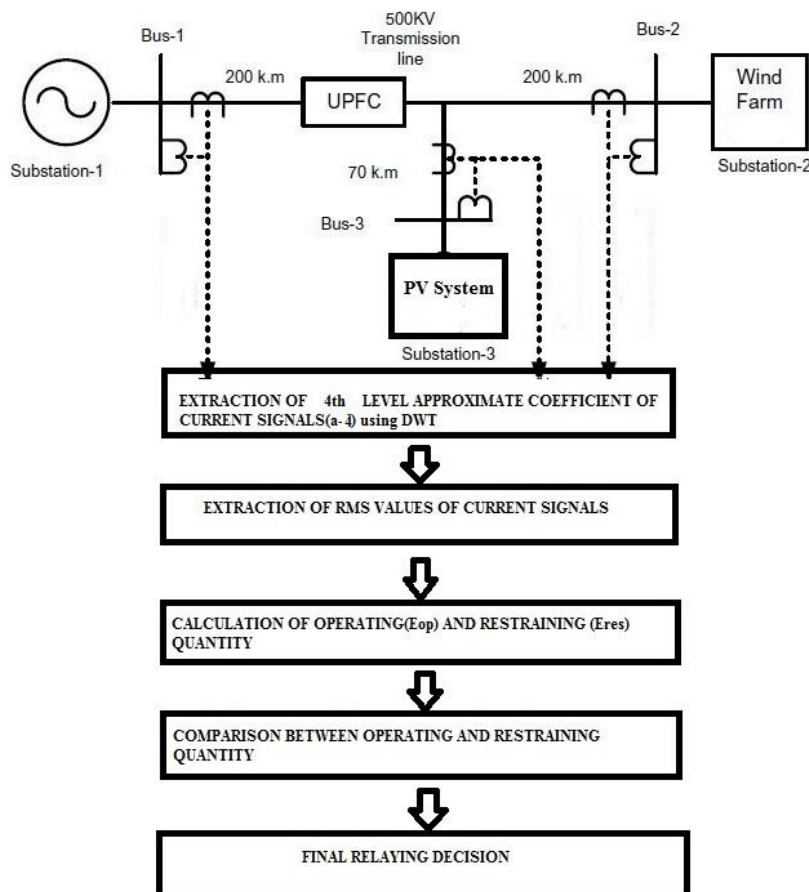 500KV
Transmission
line
Bus-1
Bus-2
200 k.m
UPFC
200 k.m
Wind
Farm
Substation-1
Substation-2
70 k.m
Bus-3
PV System
Substation-3
EXTRACTION OF 4th LEVEL APPROXIMATE COEFFICIENT OF
CURRENT SIGNALS(a-4) using DWT
EXTRACTION OF RMS VALUES OF CURRENT SIGNALS
CALCULATION OF OPERATING(Eop) AND RESTRAINING (Eres)
QUANTITY
COMPARISON BETWEEN OPERATING AND RESTRAINING
QUANTITY
FINAL RELAYING DECISION